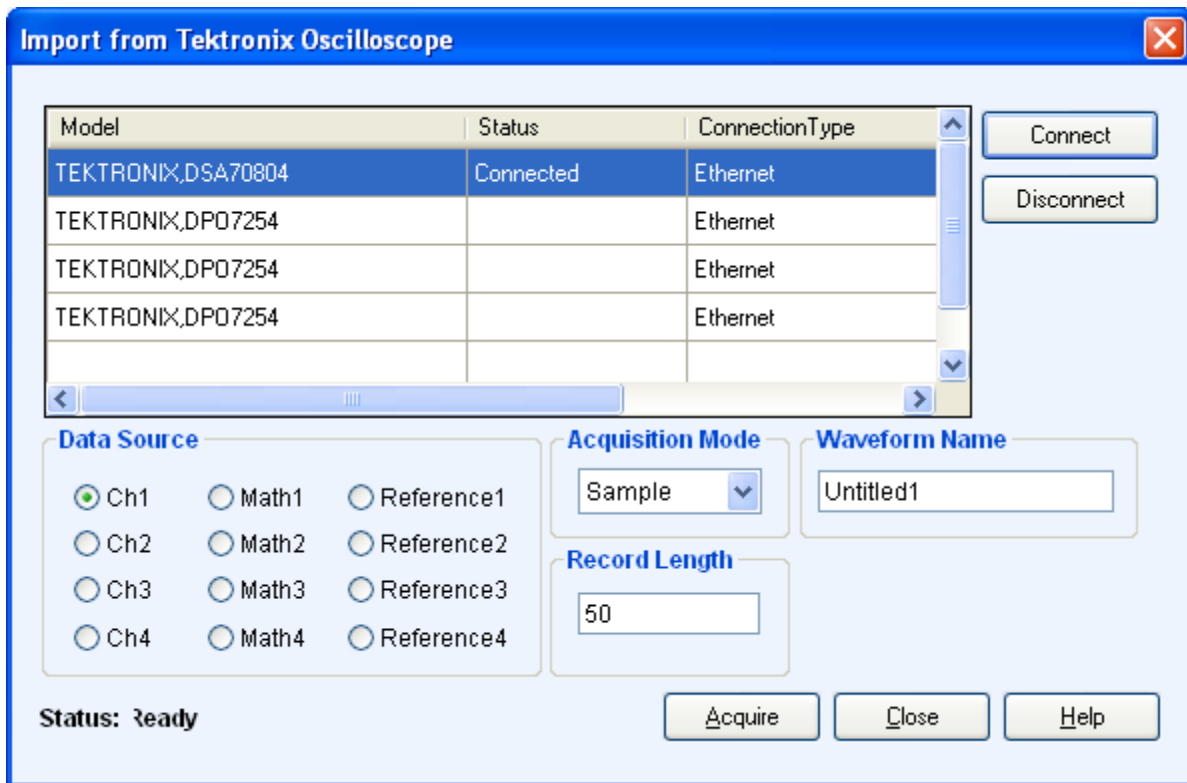 Import from Tektronix Oscilloscope
Model Status ConnectionType
TEKTRONIX,DSA70804 Connected Ethernet
TEKTRONIX,DPO7254 Ethernet
TEKTRONIX,DPO7254 Ethernet
TEKTRONIX,DPO7254 Ethernet
Connect
Disconnect
Data Source
Ch1 Math1 Reference1
Ch2 Math2 Reference2
Ch3 Math3 Reference3
Ch4 Math4 Reference4
Acquisition Mode
Sample
Waveform Name
Untitled1
Record Length
50
Status: Ready
Acquire Close Help